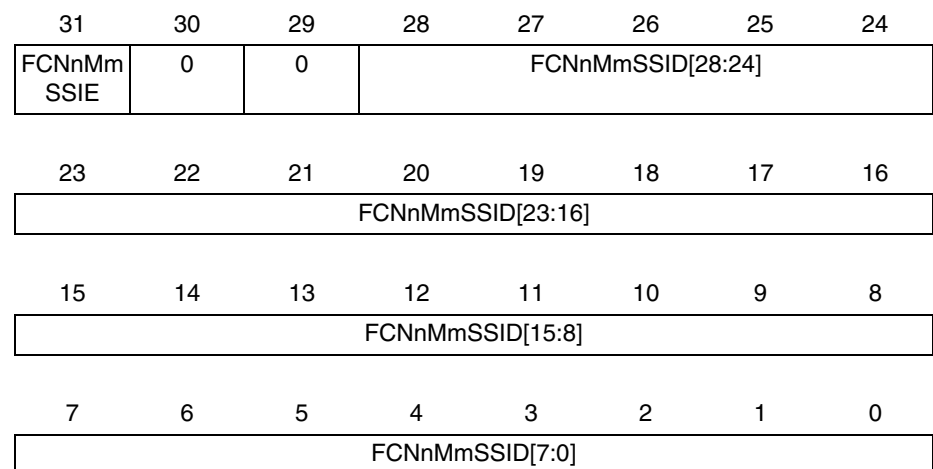 31 30 29 28 27 26 25 24
FCNnMm 0 0 FCNnMmSSID[28:24]
SSIE
23 22 21 20 19 18 17 16
FCNnMmSSID[23:16]
15 14 13 12 11 10 9 8
FCNnMmSSID[15:8]
7 6 5 4 3 2 1 0
FCNnMmSSID[7:0]